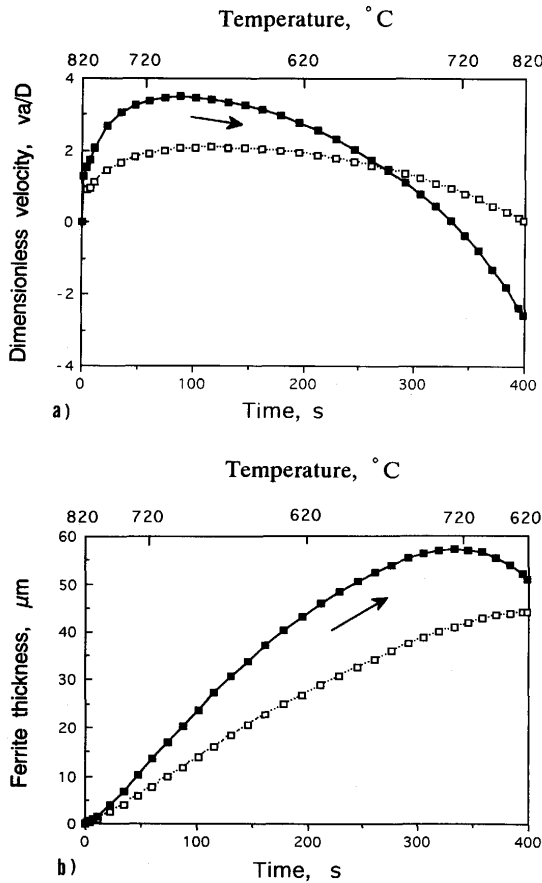 Temperature, °C
820 720 620 720 820
4
2
0
-2
-4
Dimensionless velocity, va/D
0 100 200 300 400
a) Time, s
Temperature, °C
820 720 620 720 620
60
50
40
30
20
10
0
Ferrite thickness, μm
0 100 200 300 400
b) Time, s